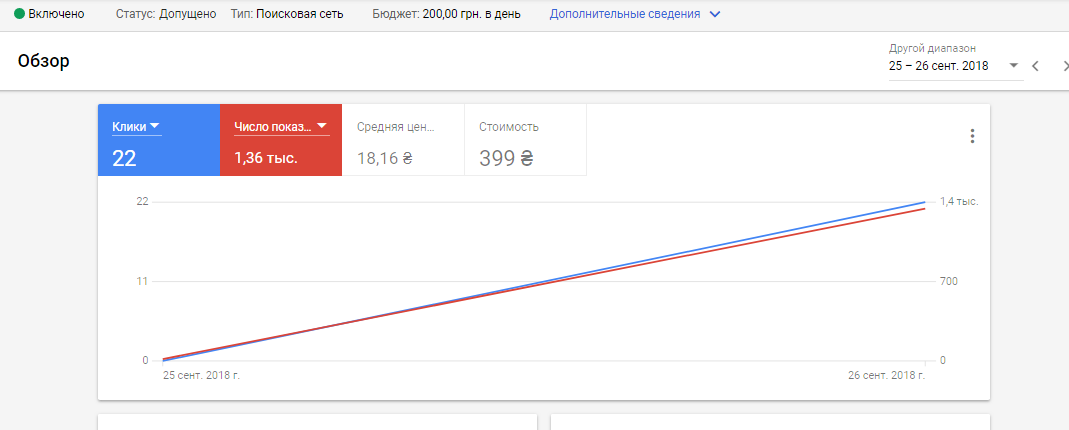 Включено Статус: Допущено Тип: Поисковая сеть Бюджет: 200,00 грн. в день Дополнительные сведения
Обзор
Другой диапазон
25 – 26 сент. 2018
Клики Число показ... Средняя цен... Стоимость
22 1,36 тыс. 18,16 ₴ 399 ₴
22 1,4 тыс.
11 700
0 0
25 сент. 2018 г. 26 сент. 2018 г.